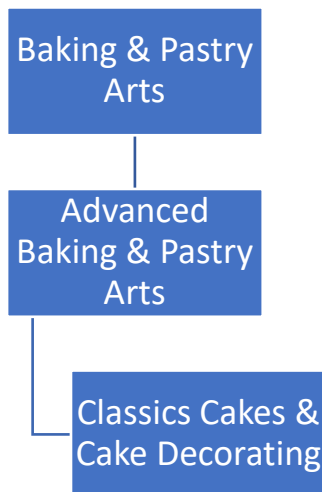 Baking & Pastry
Arts
Advanced
Baking & Pastry
Arts
Classics Cakes &
Cake Decorating